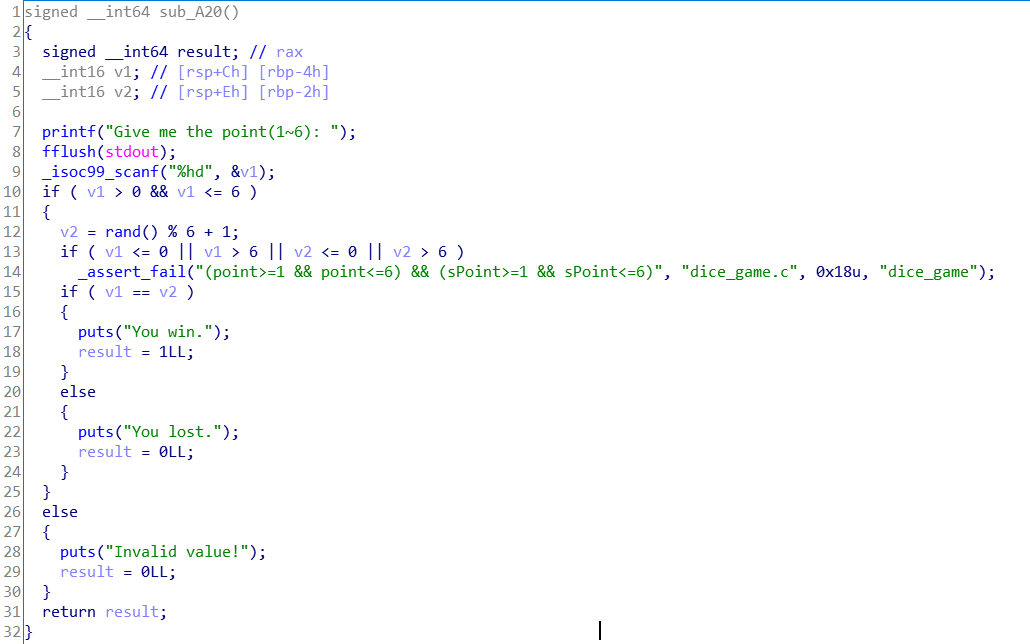 1 signed __int64 sub_A20()
2 {
3   signed __int64 result; // rax
4   __int16 v1; // [rsp+Ch] [rbp-4h]
5   __int16 v2; // [rsp+Eh] [rbp-2h]
6
7   printf("Give me the point(1~6): ");
8   fflush(stdout);
9   _isoc99_scanf("%hd", &v1);
10   if ( v1 > 0 && v1 <= 6 )
11   {
12     v2 = rand() % 6 + 1;
13     if ( v1 <= 0 || v1 > 6 || v2 <= 0 || v2 > 6 )
14       _assert_fail("(point>=1 && point<=6) && (sPoint>=1 && sPoint<=6)", "dice_game.c", 0x18u, "dice_game");
15     if ( v1 == v2 )
16     {
17       puts("You win.");
18       result = 1LL;
19     }
20     else
21     {
22       puts("You lost.");
23       result = 0LL;
24     }
25   }
26   else
27   {
28     puts("Invalid value!");
29     result = 0LL;
30   }
31   return result;
32 }